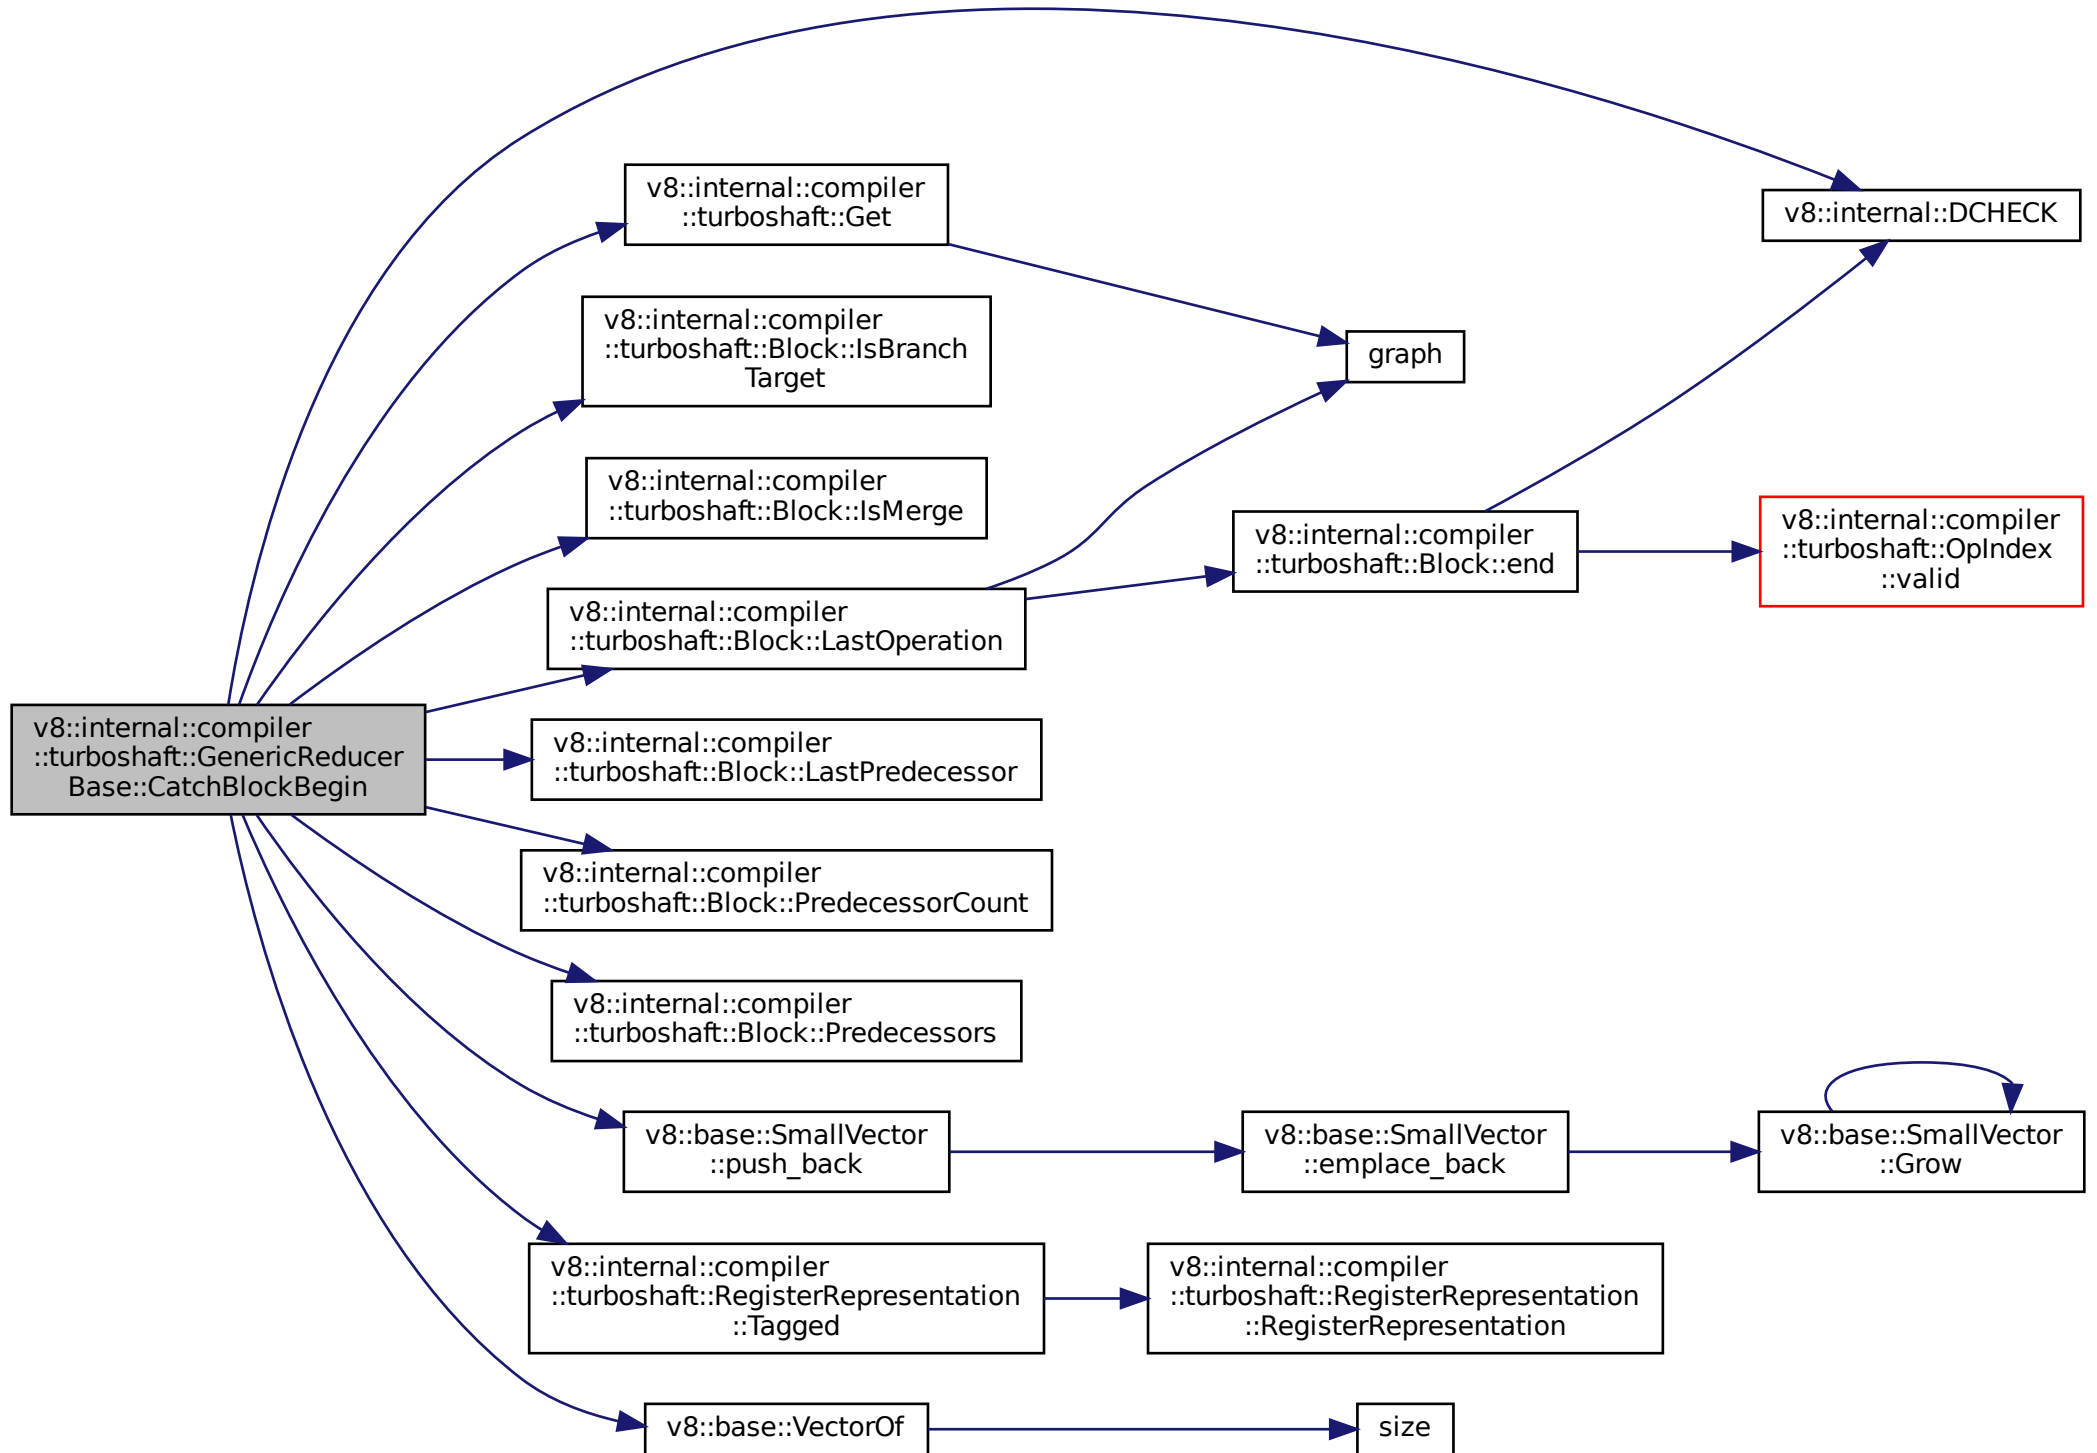 v8::internal::compiler
::turboshaft::Get
v8::internal::DCHECK
v8::internal::compiler
::turboshaft::Block::IsBranch
Target
graph
v8::internal::compiler
::turboshaft::Block::IsMerge
v8::internal::compiler
::turboshaft::Block::end
v8::internal::compiler
::turboshaft::OpIndex
::valid
v8::internal::compiler
::turboshaft::Block::LastOperation
v8::internal::compiler
::turboshaft::GenericReducer
Base::CatchBlockBegin
v8::internal::compiler
::turboshaft::Block::LastPredecessor
v8::internal::compiler
::turboshaft::Block::PredecessorCount
v8::internal::compiler
::turboshaft::Block::Predecessors
v8::base::SmallVector
::push_back
v8::base::SmallVector
::emplace_back
v8::base::SmallVector
::Grow
v8::internal::compiler
::turboshaft::RegisterRepresentation
::Tagged
v8::internal::compiler
::turboshaft::RegisterRepresentation
::RegisterRepresentation
v8::base::VectorOf
size